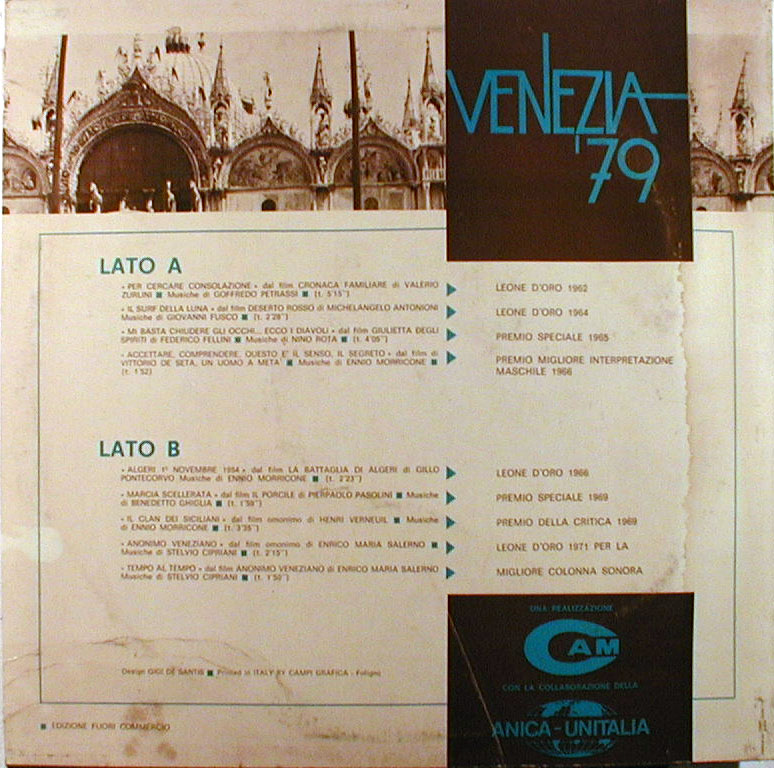 VENEZIA
'79
LATO A
« PER CERCARE CONSOLAZIONE » dal film CRONACA FAMILIARE di VALERIO
ZURLINI ■ Musiche di GOFFREDO PETRASSI ■ (t. 5'15'')
LEONE D'ORO 1962
« IL SURF DELLA LUNA » dal film DESERTO ROSSO di MICHELANGELO ANTONIONI
Musiche di GIOVANNI FUSCO ■ (t. 2'28'')
LEONE D'ORO 1964
« MI BASTA CHIUDERE GLI OCCHI... ECCO I DIAVOLI » dal film GIULIETTA DEGLI
SPIRITI di FEDERICO FELLINI ■ Musiche di NINO ROTA ■ (t. 4'05'')
PREMIO SPECIALE 1965
« ACCETTARE, COMPRENDERE, QUESTO E' IL SENSO, IL SEGRETO » dal film di
VITTORIO DE SETA, UN UOMO A META' ■ Musiche di ENNIO MORRICONE ■
(t. 1'52)
PREMIO MIGLIORE INTERPRETAZIONE
MASCHILE 1966
LATO B
« ALGERI 1º NOVEMBRE 1954 » dal film LA BATTAGLIA DI ALGERI di GILLO
PONTECORVO Musiche di ENNIO MORRICONE ■ (t. 2'23'')
LEONE D'ORO 1966
« MARCIA SCELLERATA » dal film IL PORCILE di PIERPAOLO PASOLINI ■ Musiche
di BENEDETTO GHIGLIA ■ (t. 1'59'')
PREMIO SPECIALE 1969
« IL CLAN DEI SICILIANI » dal film omonimo di HENRI VERNEUIL ■ Musiche
di ENNIO MORRICONE ■ (t. 3'35'')
PREMIO DELLA CRITICA 1969
« ANONIMO VENEZIANO » dal film omonimo di ENRICO MARIA SALERNO ■
Musiche di STELVIO CIPRIANI ■ (t. 2'15'')
LEONE D'ORO 1971 PER LA
« TEMPO AL TEMPO » dal film ANONIMO VENEZIANO di ENRICO MARIA SALERNO
Musiche di STELVIO CIPRIANI ■ (t. 1'50'')
MIGLIORE COLONNA SONORA
UNA REALIZZAZIONE
CAM
CON LA COLLABORAZIONE DELLA
ANICA-UNITALIA
Design GIGI DE SANTIS ■ Printed in ITALY BY CAMPI GRAFICA - Foligno
■ EDIZIONE FUORI COMMERCIO